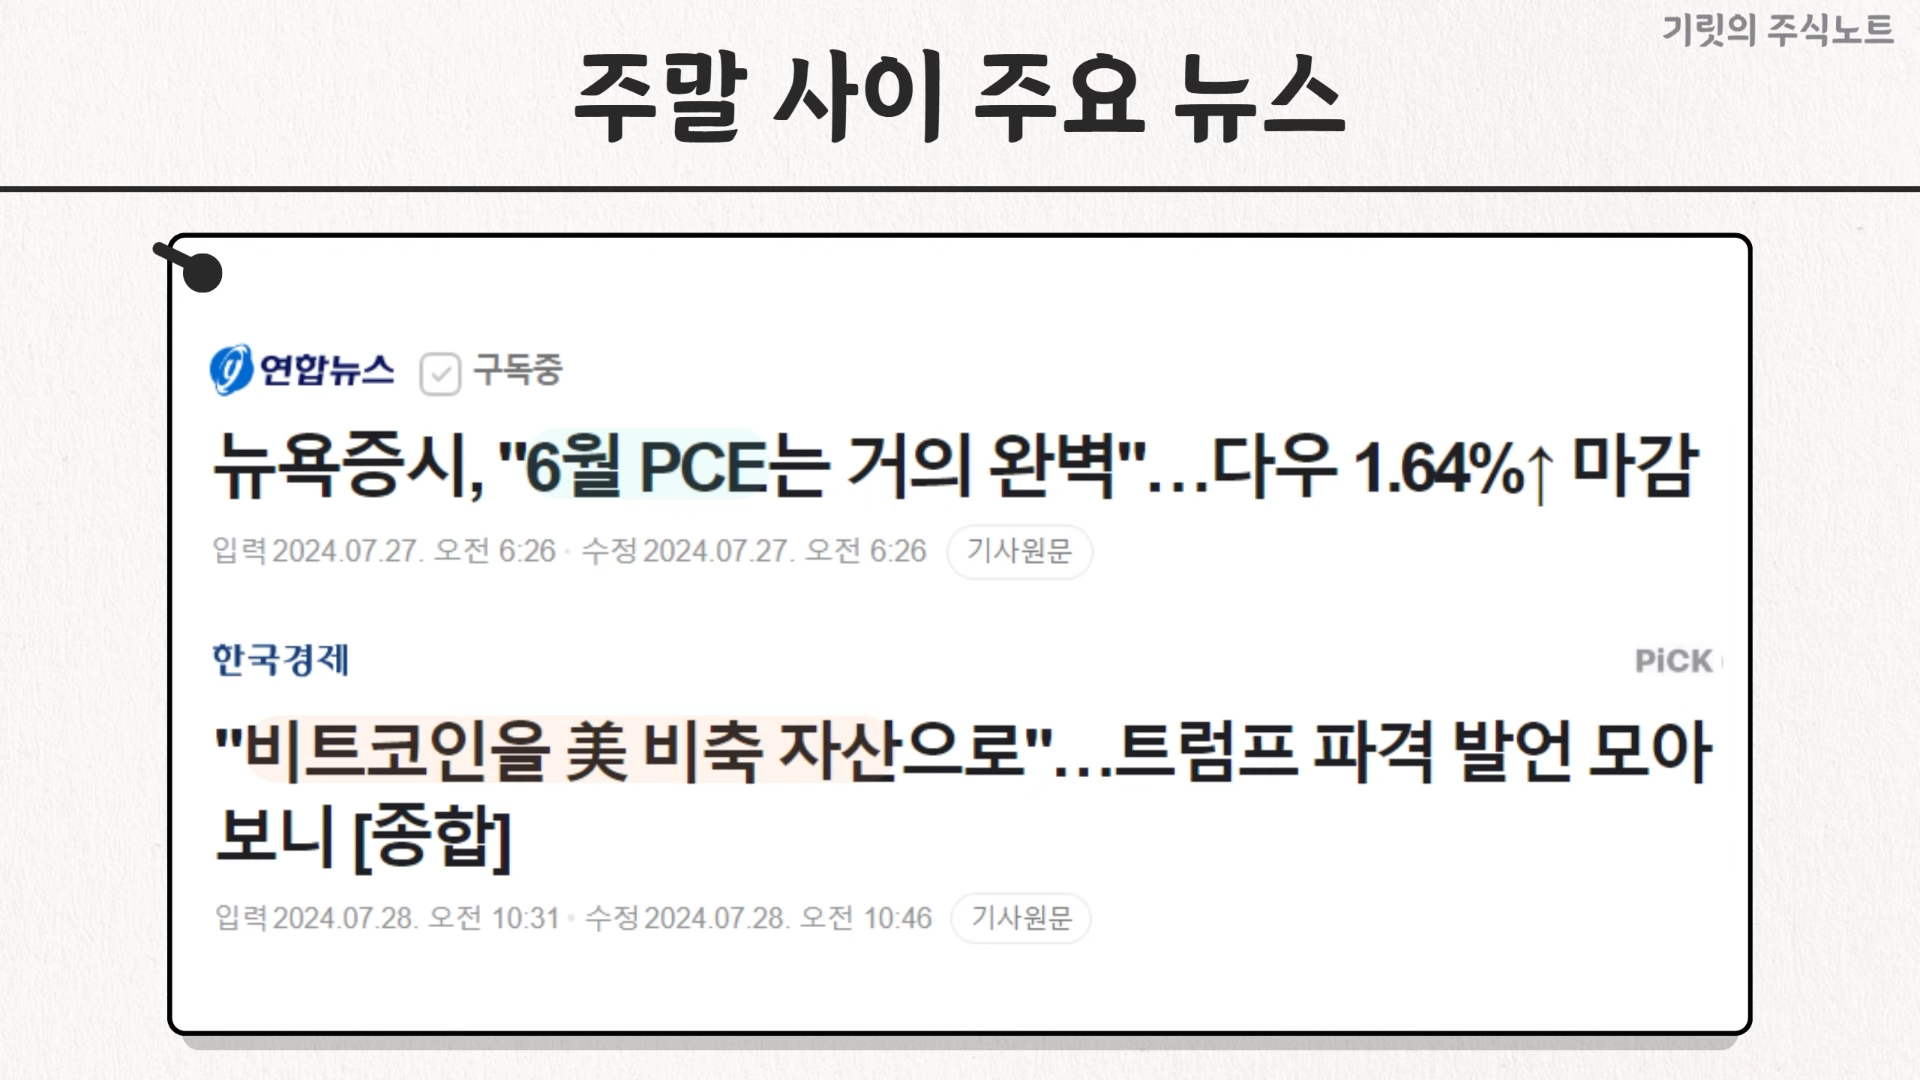 기릿의 주식노트
주말 사이 주요 뉴스
연합뉴스 구독중
뉴욕증시, "6월 PCE는 거의 완벽"…다우 1.64%↑ 마감
입력 2024.07.27. 오전 6:26 · 수정 2024.07.27. 오전 6:26 기사원문
한국경제 PiCK
"비트코인을 美 비축 자산으로"…트럼프 파격 발언 모아
보니 [종합]
입력 2024.07.28. 오전 10:31 · 수정 2024.07.28. 오전 10:46 기사원문